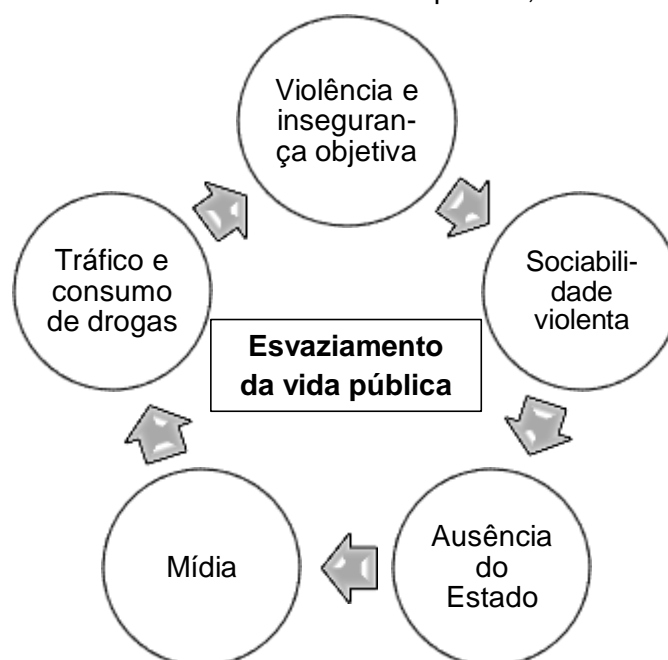 Violência e
inseguran-
ça objetiva
Sociabili-
dade
violenta
Ausência
do
Estado
Mídia
Tráfico e
consumo
de drogas
Esvaziamento
da vida pública